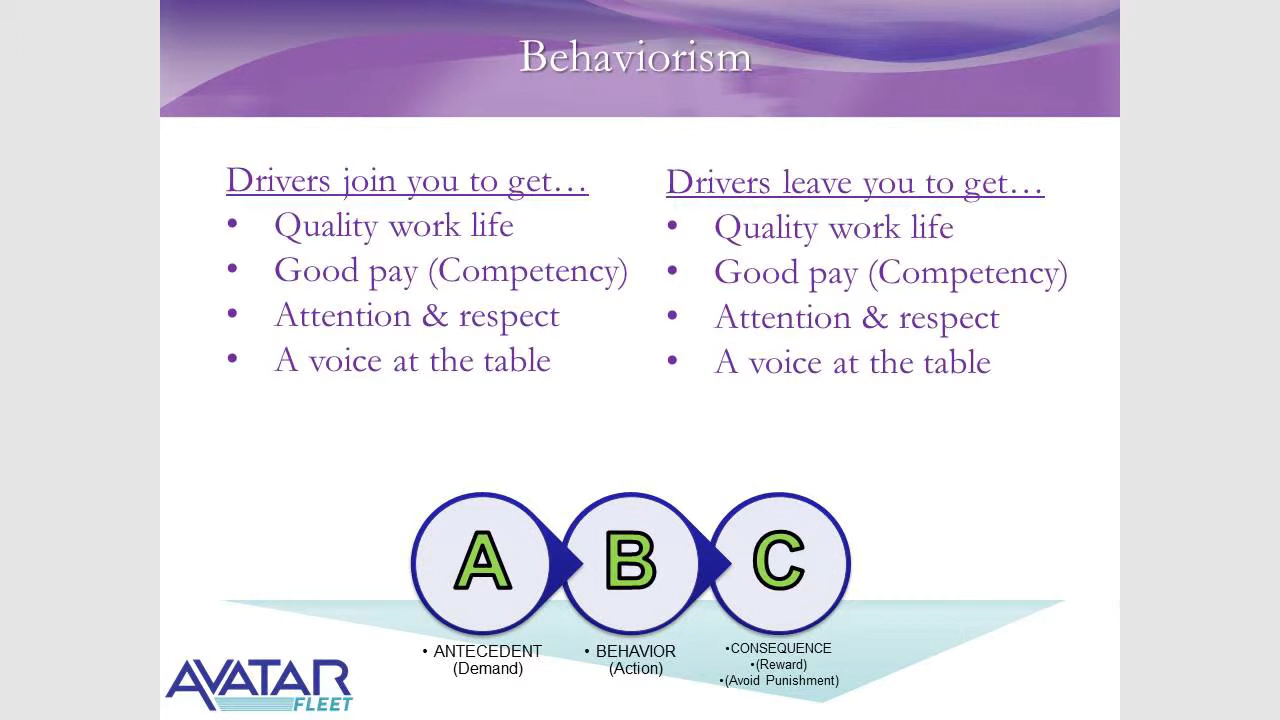 Behaviorism
Drivers join you to get…
• Quality work life
• Good pay (Competency)
• Attention & respect
• A voice at the table
Drivers leave you to get…
• Quality work life
• Good pay (Competency)
• Attention & respect
• A voice at the table
A
B
C
• ANTECEDENT
(Demand)
• BEHAVIOR
(Action)
•CONSEQUENCE
•(Reward)
•(Avoid Punishment)
AVATAR
FLEET